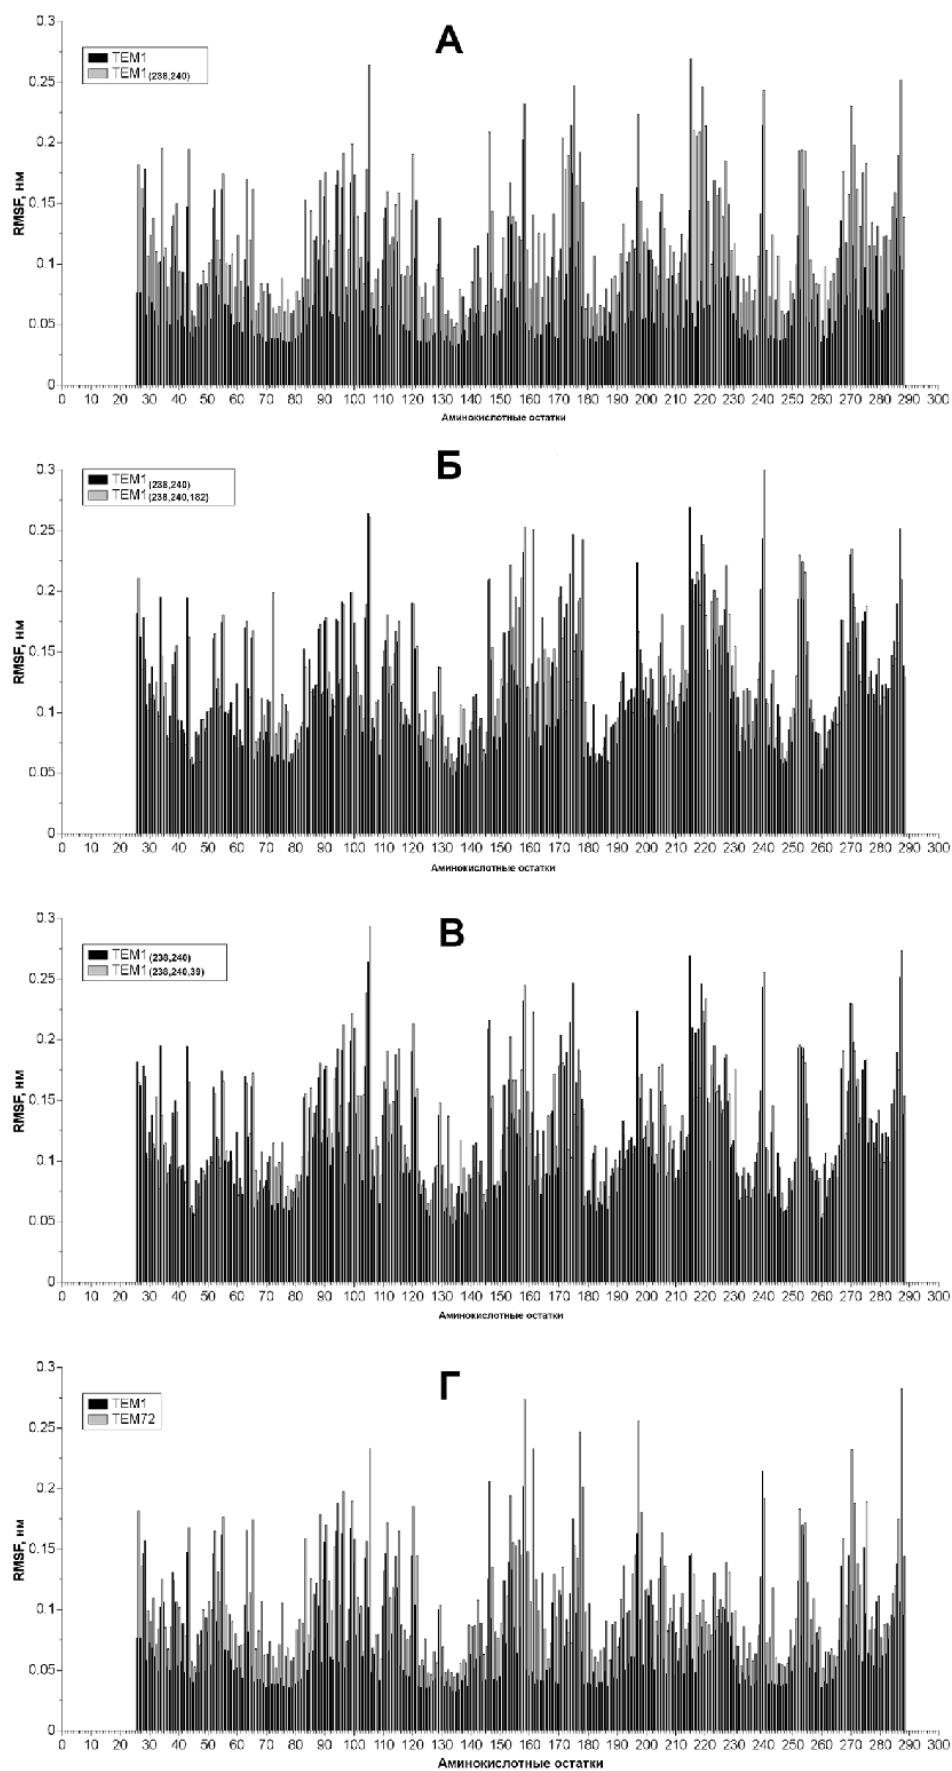 А
TEM1
TEM1(238,240)
RMSF, нм
0.3
0.25
0.2
0.15
0.1
0.05
0
0 10 20 30 40 50 60 70 80 90 100 110 120 130 140 150 160 170 180 190 200 210 220 230 240 250 260 270 280 290 300
Аминокислотные остатки
Б
TEM1(238,240)
TEM1(238,240,182)
RMSF, нм
0.3
0.25
0.2
0.15
0.1
0.05
0
0 10 20 30 40 50 60 70 80 90 100 110 120 130 140 150 160 170 180 190 200 210 220 230 240 250 260 270 280 290 300
Аминокислотные остатки
В
TEM1(238,240)
TEM1(238,240,39)
RMSF, нм
0.3
0.25
0.2
0.15
0.1
0.05
0
0 10 20 30 40 50 60 70 80 90 100 110 120 130 140 150 160 170 180 190 200 210 220 230 240 250 260 270 280 290 300
Аминокислотные остатки
Г
TEM1
TEM72
RMSF, нм
0.3
0.25
0.2
0.15
0.1
0.05
0
0 10 20 30 40 50 60 70 80 90 100 110 120 130 140 150 160 170 180 190 200 210 220 230 240 250 260 270 280 290 300
Аминокислотные остатки